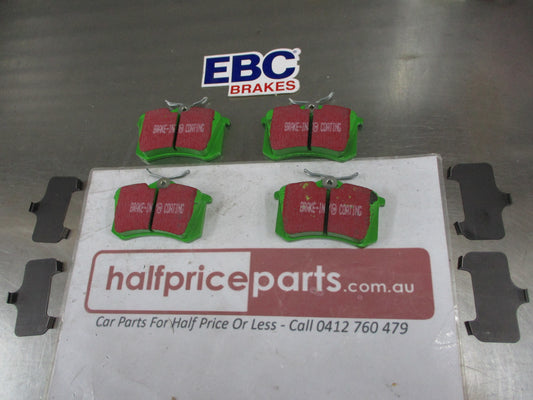 EBC
BRAKES
BRAKE-IN ® COATING
BRAKE-IN ® COATING
BRAKE-IN ® COATING
BRAKE-IN ® COATING
halfpriceparts.com.au
Car Parts For Half Price Or Less - Call 0412 760 479